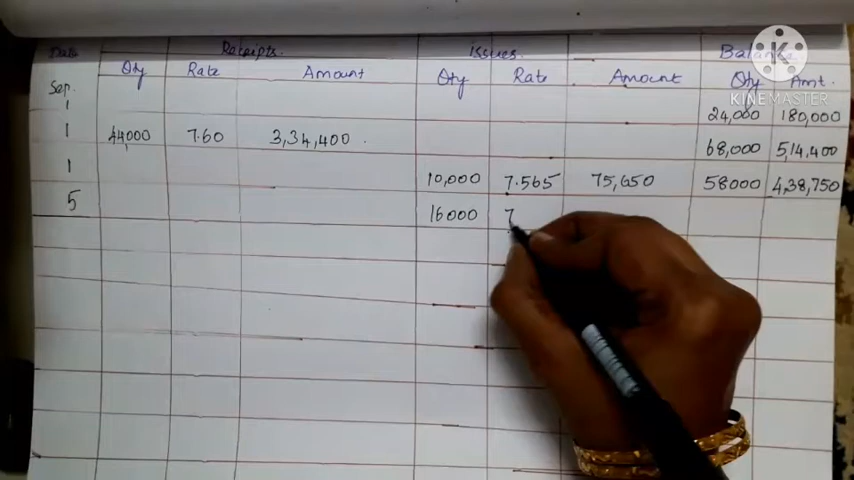 Date Receipts. Issues. Balance
Qty Rate Amount Qty Rate Amount Qty Amt.
Sep.
1 24,000 180,000
1 44000 7.60 3,34,400 68,000 5,14,400
1 10,000 7.565 75,650 58000 4,38,750
5 16000 7
K
KINEMASTER